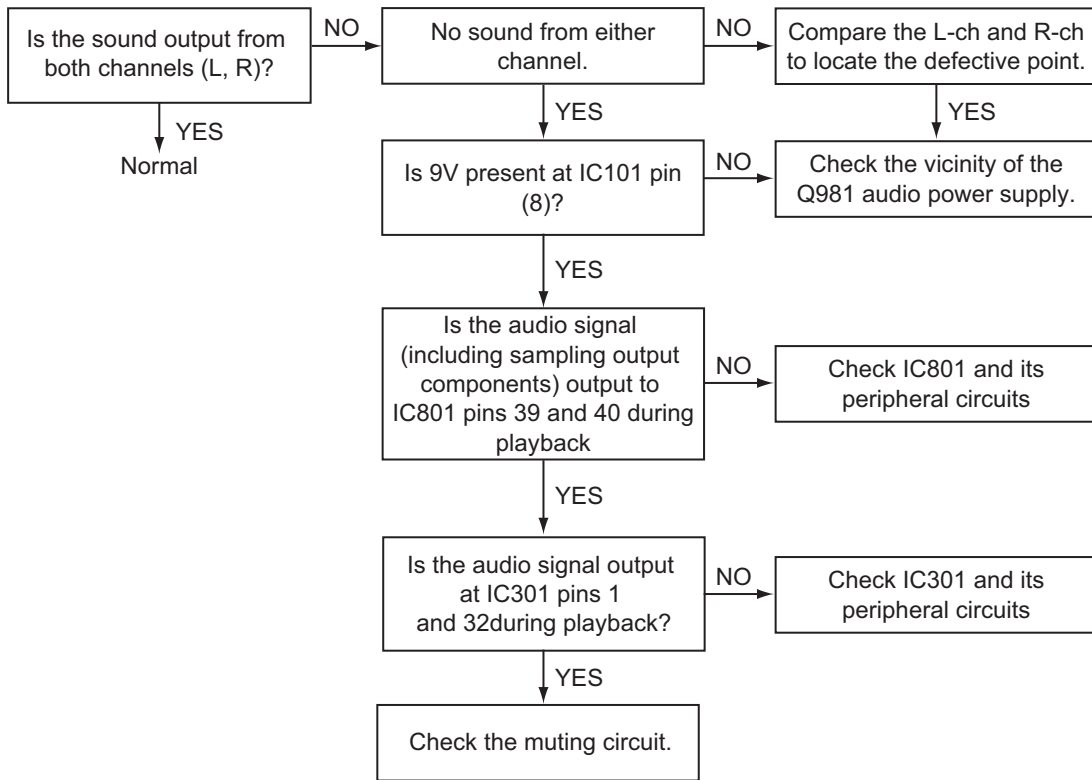 Is the sound output from
both channels (L, R)?
NO
No sound from either
channel.
NO
Compare the L-ch and R-ch
to locate the defective point.
YES
Normal
YES
YES
Is 9V present at IC101 pin
(8)?
NO
Check the vicinity of the
Q981 audio power supply.
YES
Is the audio signal
(including sampling output
components) output to
IC801 pins 39 and 40 during
playback
NO
Check IC801 and its
peripheral circuits
YES
Is the audio signal output
at IC301 pins 1
and 32during playback?
NO
Check IC301 and its
peripheral circuits
YES
Check the muting circuit.